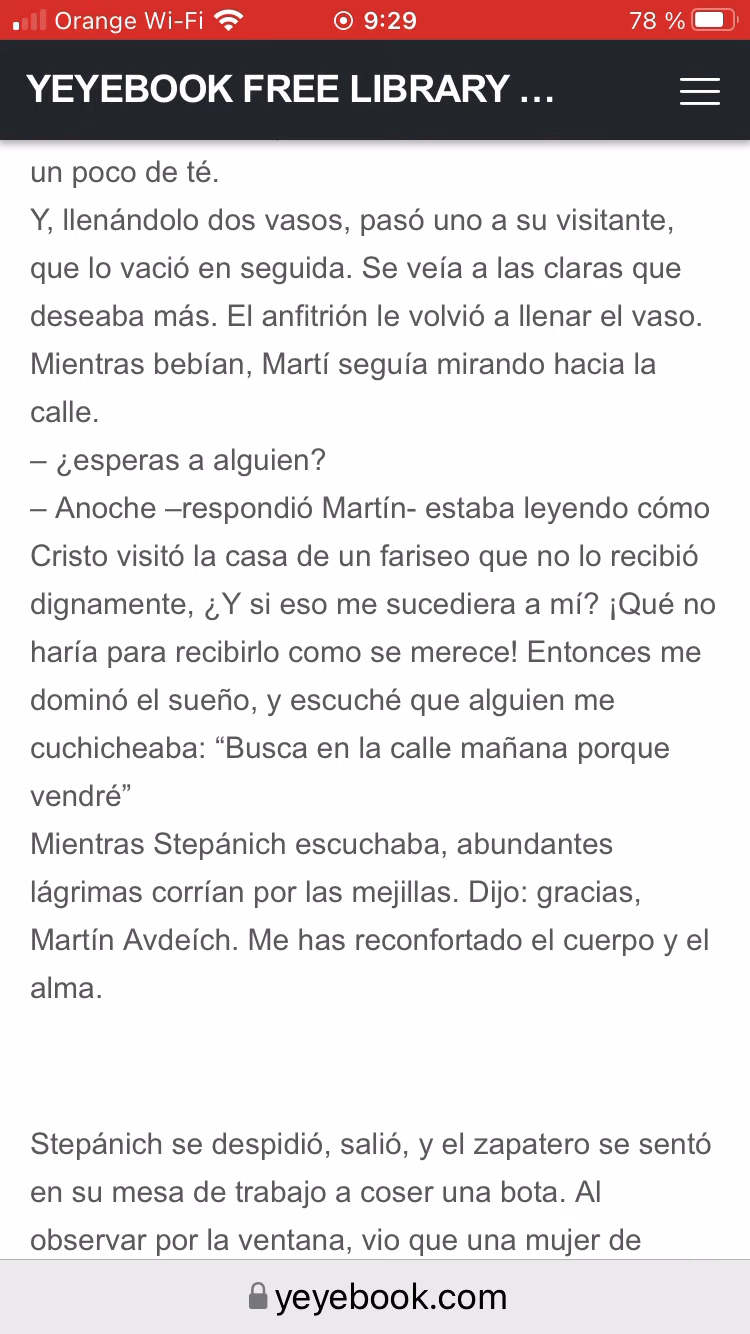 Orange Wi-Fi 9:29 78 %
YEYEBOOK FREE LIBRARY ...
un poco de té.
Y, llenándolo dos vasos, pasó uno a su visitante,
que lo vació en seguida. Se veía a las claras que
deseaba más. El anfitrión le volvió a llenar el vaso.
Mientras bebían, Martí seguía mirando hacia la
calle.
– ¿esperas a alguien?
– Anoche –respondió Martín- estaba leyendo cómo
Cristo visitó la casa de un fariseo que no lo recibió
dignamente, ¿Y si eso me sucediera a mí? ¡Qué no
haría para recibirlo como se merece! Entonces me
dominó el sueño, y escuché que alguien me
cuchicheaba: “Busca en la calle mañana porque
vendré”
Mientras Stepánich escuchaba, abundantes
lágrimas corrían por las mejillas. Dijo: gracias,
Martín Avdeích. Me has reconfortado el cuerpo y el
alma.
Stepánich se despidió, salió, y el zapatero se sentó
en su mesa de trabajo a coser una bota. Al
observar por la ventana, vio que una mujer de
yeyebook.com